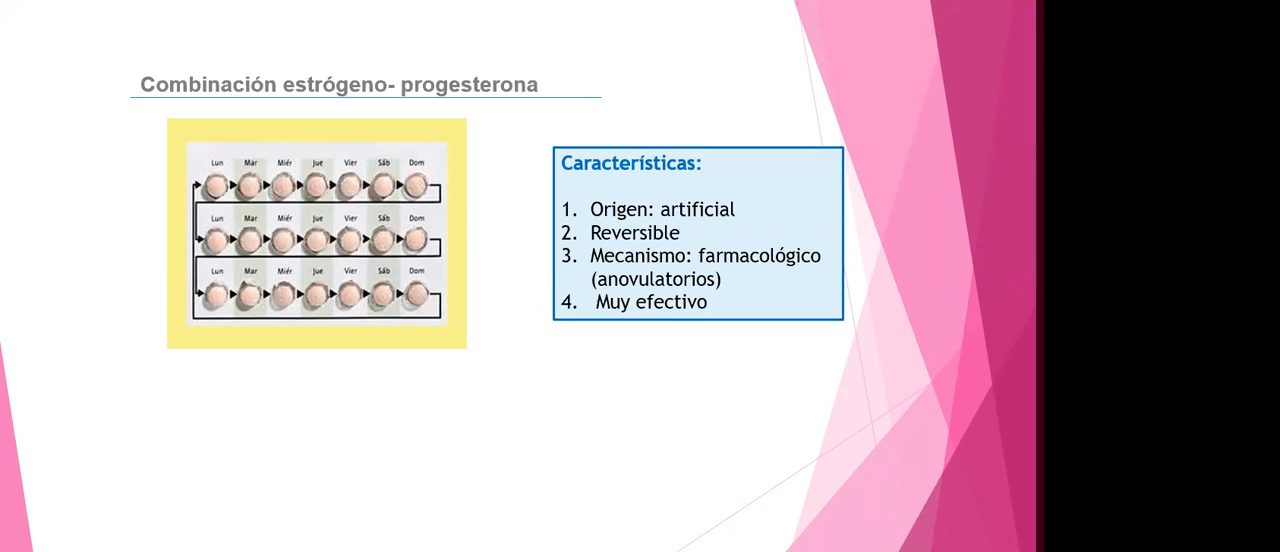 Combinación estrógeno- progesterona
Lun Mar Miér Jue Vier Sáb Dom
Lun Mar Miér Jue Vier Sáb Dom
Lun Mar Miér Jue Vier Sáb Dom
Características:
1. Origen: artificial
2. Reversible
3. Mecanismo: farmacológico
(anovulatorios)
4. Muy efectivo